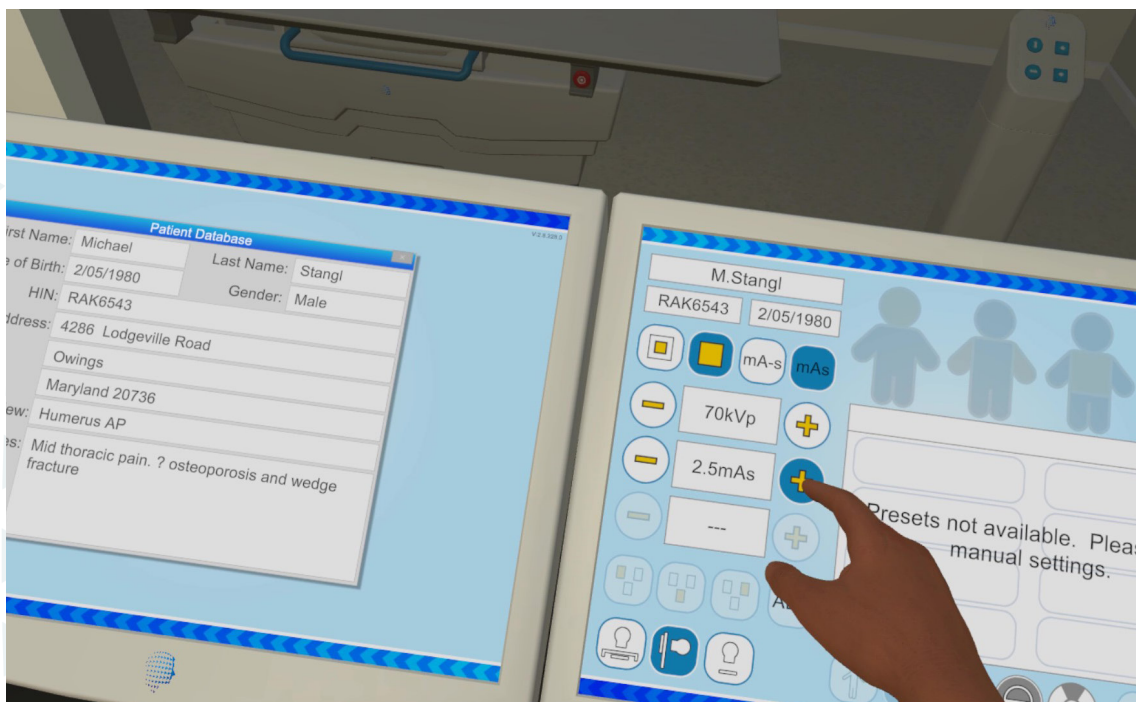 Patient Database
irst Name: Michael
Last Name: Stangl
e of Birth: 2/05/1980
Gender: Male
HIN: RAK6543
ddress: 4286 Lodgeville Road
Owings
Maryland 20736
ew: Humerus AP
es: Mid thoracic pain. ? osteoporosis and wedge
fracture
M.Stangl
RAK6543
2/05/1980
mA-s
mAs
70kVp
2.5mAs
---
Presets not available. Pleas
manual settings.